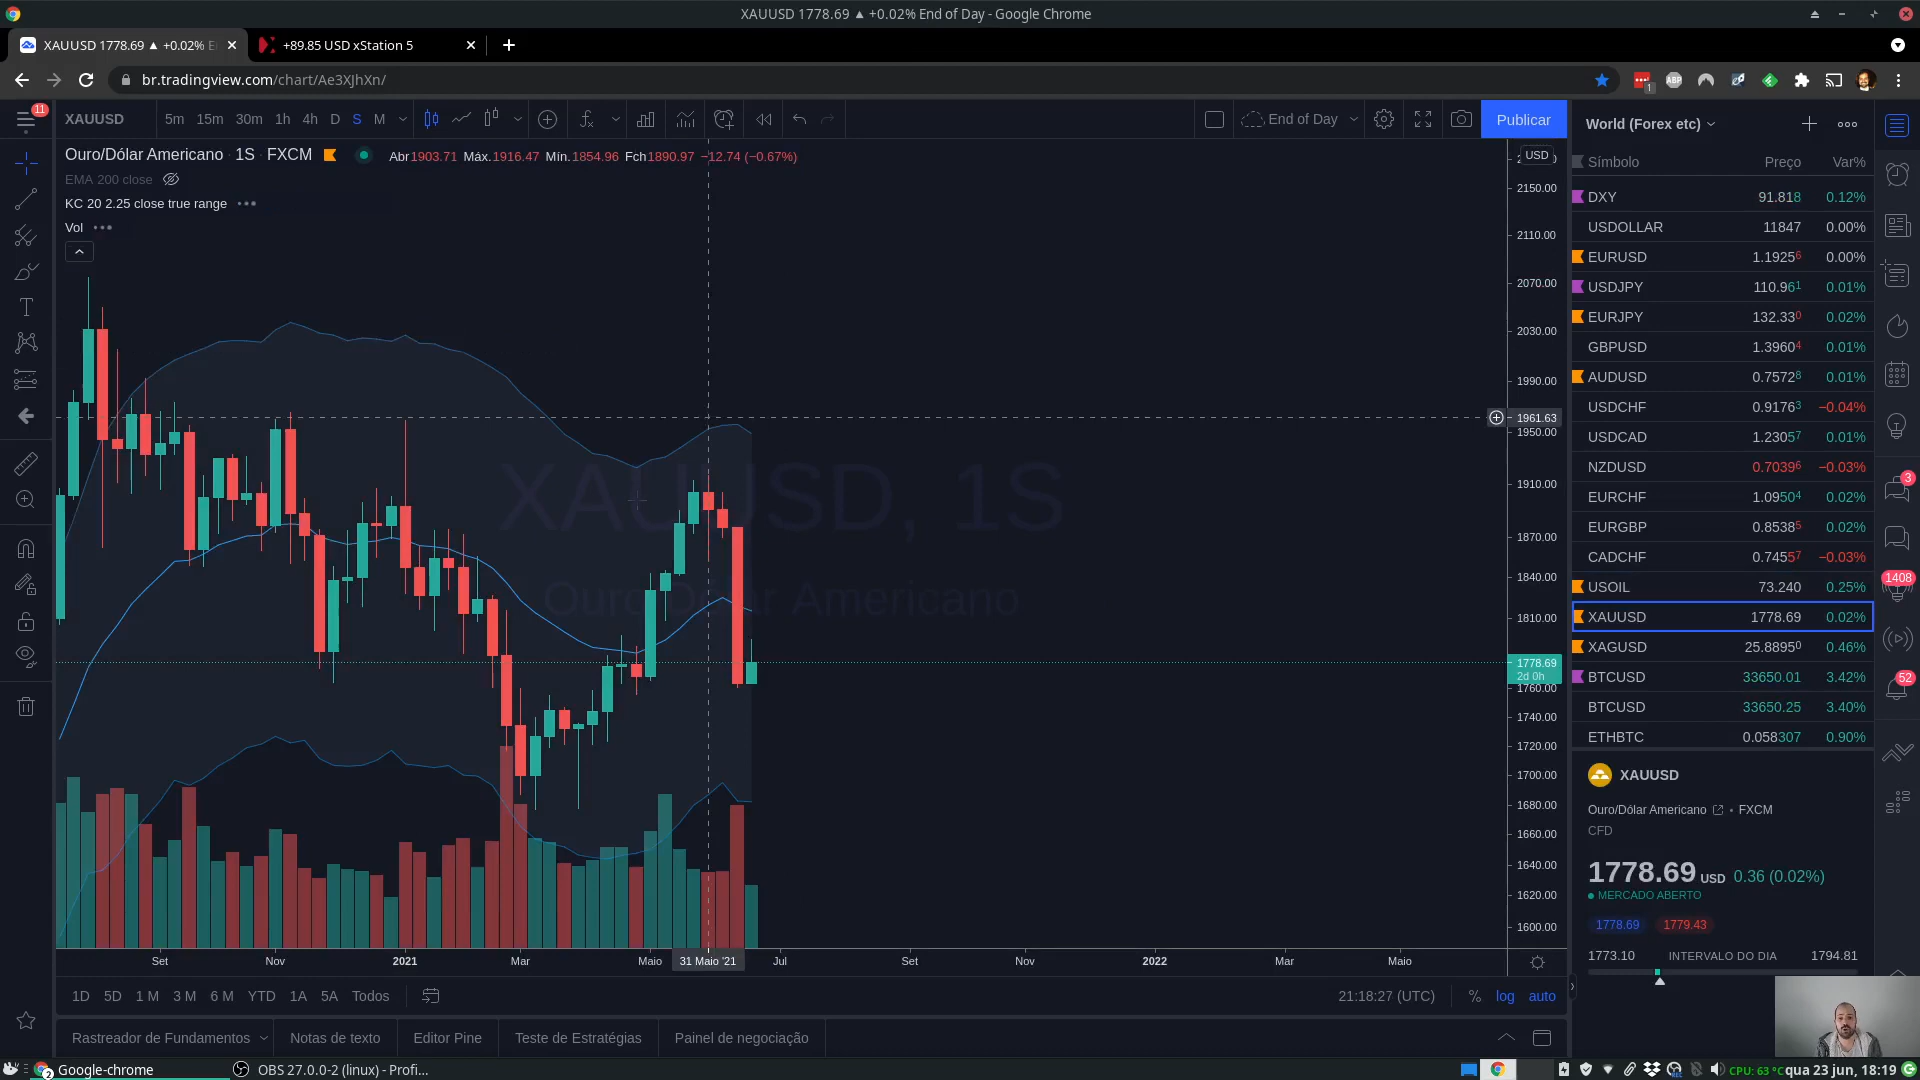 XAUUSD 1778.69 ▲ +0.02% End of Day - Google Chrome
XAUUSD 1778.69 ▲ +0.02% E
+89.85 USD xStation 5
br.tradingview.com/chart/Ae3XJhXn/
1
ABP
11
XAUUSD
5m 15m 30m 1h 4h D S M
End of Day
Publicar
Ouro/Dólar Americano 1S FXCM
Abr1903.71 Máx.1916.47 Mín.1854.96 Fch1890.97 −12.74 (−0.67%)
EMA 200 close
KC 20 2.25 close true range
Vol
XAUUSD, 1S
Ouro/Dólar Americano
USD
2150.00
2110.00
2070.00
2030.00
1990.00
1961.63
1950.00
1910.00
1870.00
1840.00
1810.00
1778.69
2d 0h
1760.00
1740.00
1720.00
1700.00
1680.00
1660.00
1640.00
1620.00
1600.00
Set Nov 2021 Mar Maio 31 Maio '21 Jul Set Nov 2022 Mar Maio
1D 5D 1 M 3 M 6 M YTD 1A 5A Todos
21:18:27 (UTC) % log auto
Rastreador de Fundamentos Notas de texto Editor Pine Teste de Estratégias Painel de negociação
World (Forex etc)
Símbolo Preço Var%
DXY 91.818 0.12%
USDOLLAR 11847 0.00%
EURUSD 1.19256 0.00%
USDJPY 110.961 0.01%
EURJPY 132.330 0.02%
GBPUSD 1.39604 0.01%
AUDUSD 0.75728 0.01%
USDCHF 0.91763 −0.04%
USDCAD 1.23057 0.01%
NZDUSD 0.70396 −0.03%
EURCHF 1.09504 0.02%
EURGBP 0.85385 0.02%
CADCHF 0.74557 −0.03%
USOIL 73.240 0.25%
XAUUSD 1778.69 0.02%
XAGUSD 25.88950 0.46%
BTCUSD 33650.01 3.42%
BTCUSD 33650.25 3.40%
ETHBTC 0.058307 0.90%
XAUUSD
Ouro/Dólar Americano • FXCM
CFD
1778.69 USD 0.36 (0.02%)
MERCADO ABERTO
1778.69 1779.43
1773.10 INTERVALO DO DIA 1794.81
3
1408
52
2
Google-chrome
OBS 27.0.0-2 (linux) - Profi...
CPU: 63 °C
qua 23 jun, 18:19